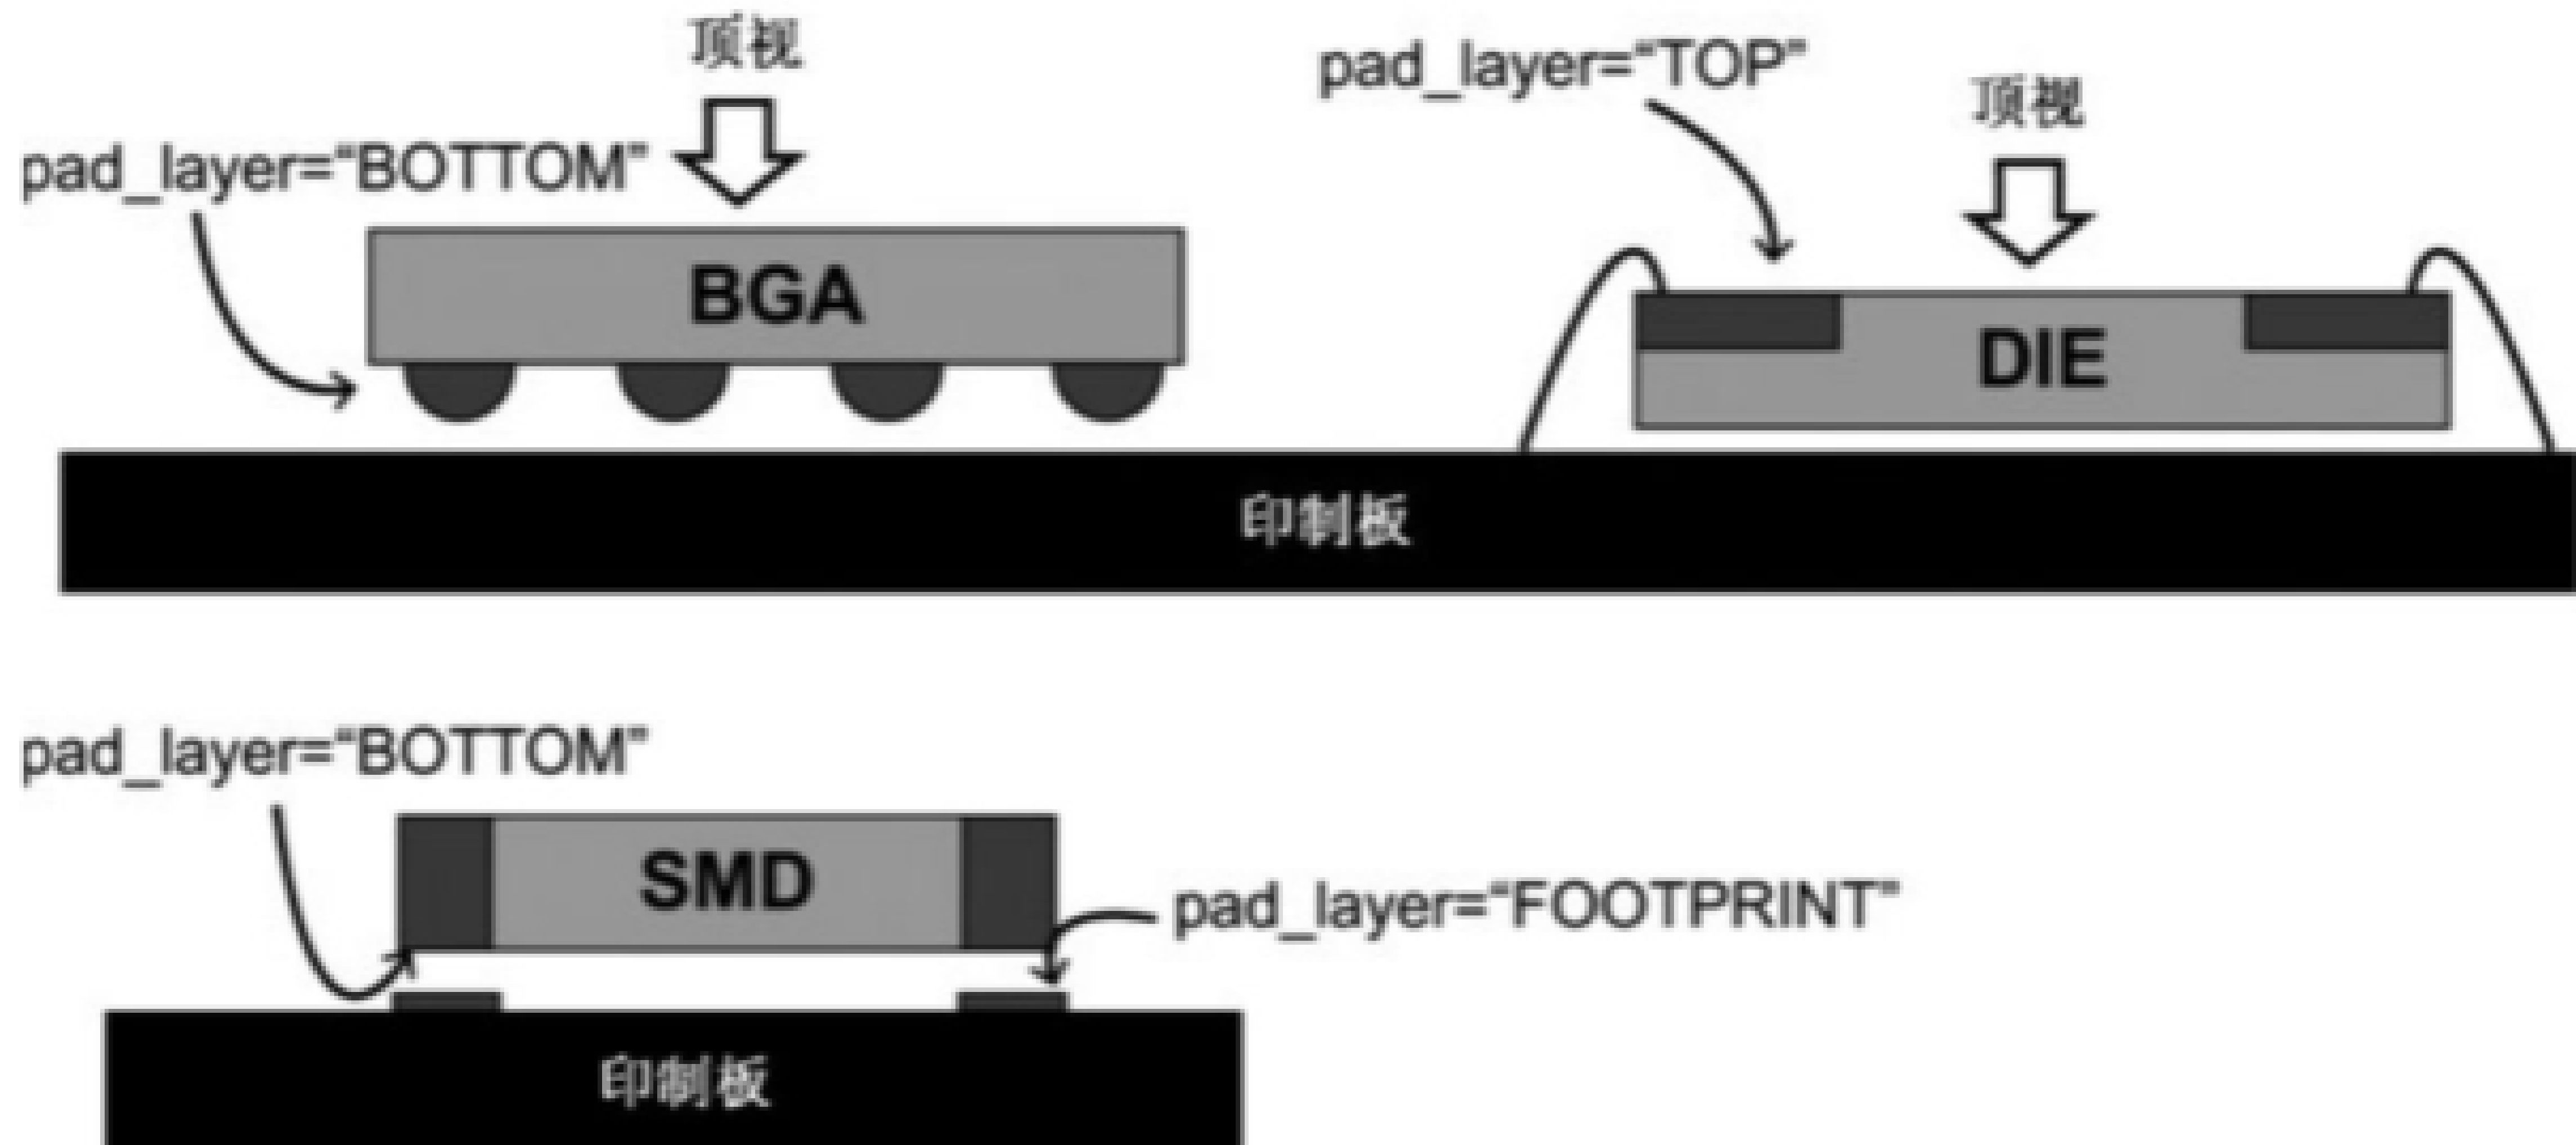 顶视
pad_layer=“TOP”
顶视
pad_layer=“BOTTOM”
BGA
DIE
印制板
pad_layer=“BOTTOM”
SMD
pad_layer=“FOOTPRINT”
印制板